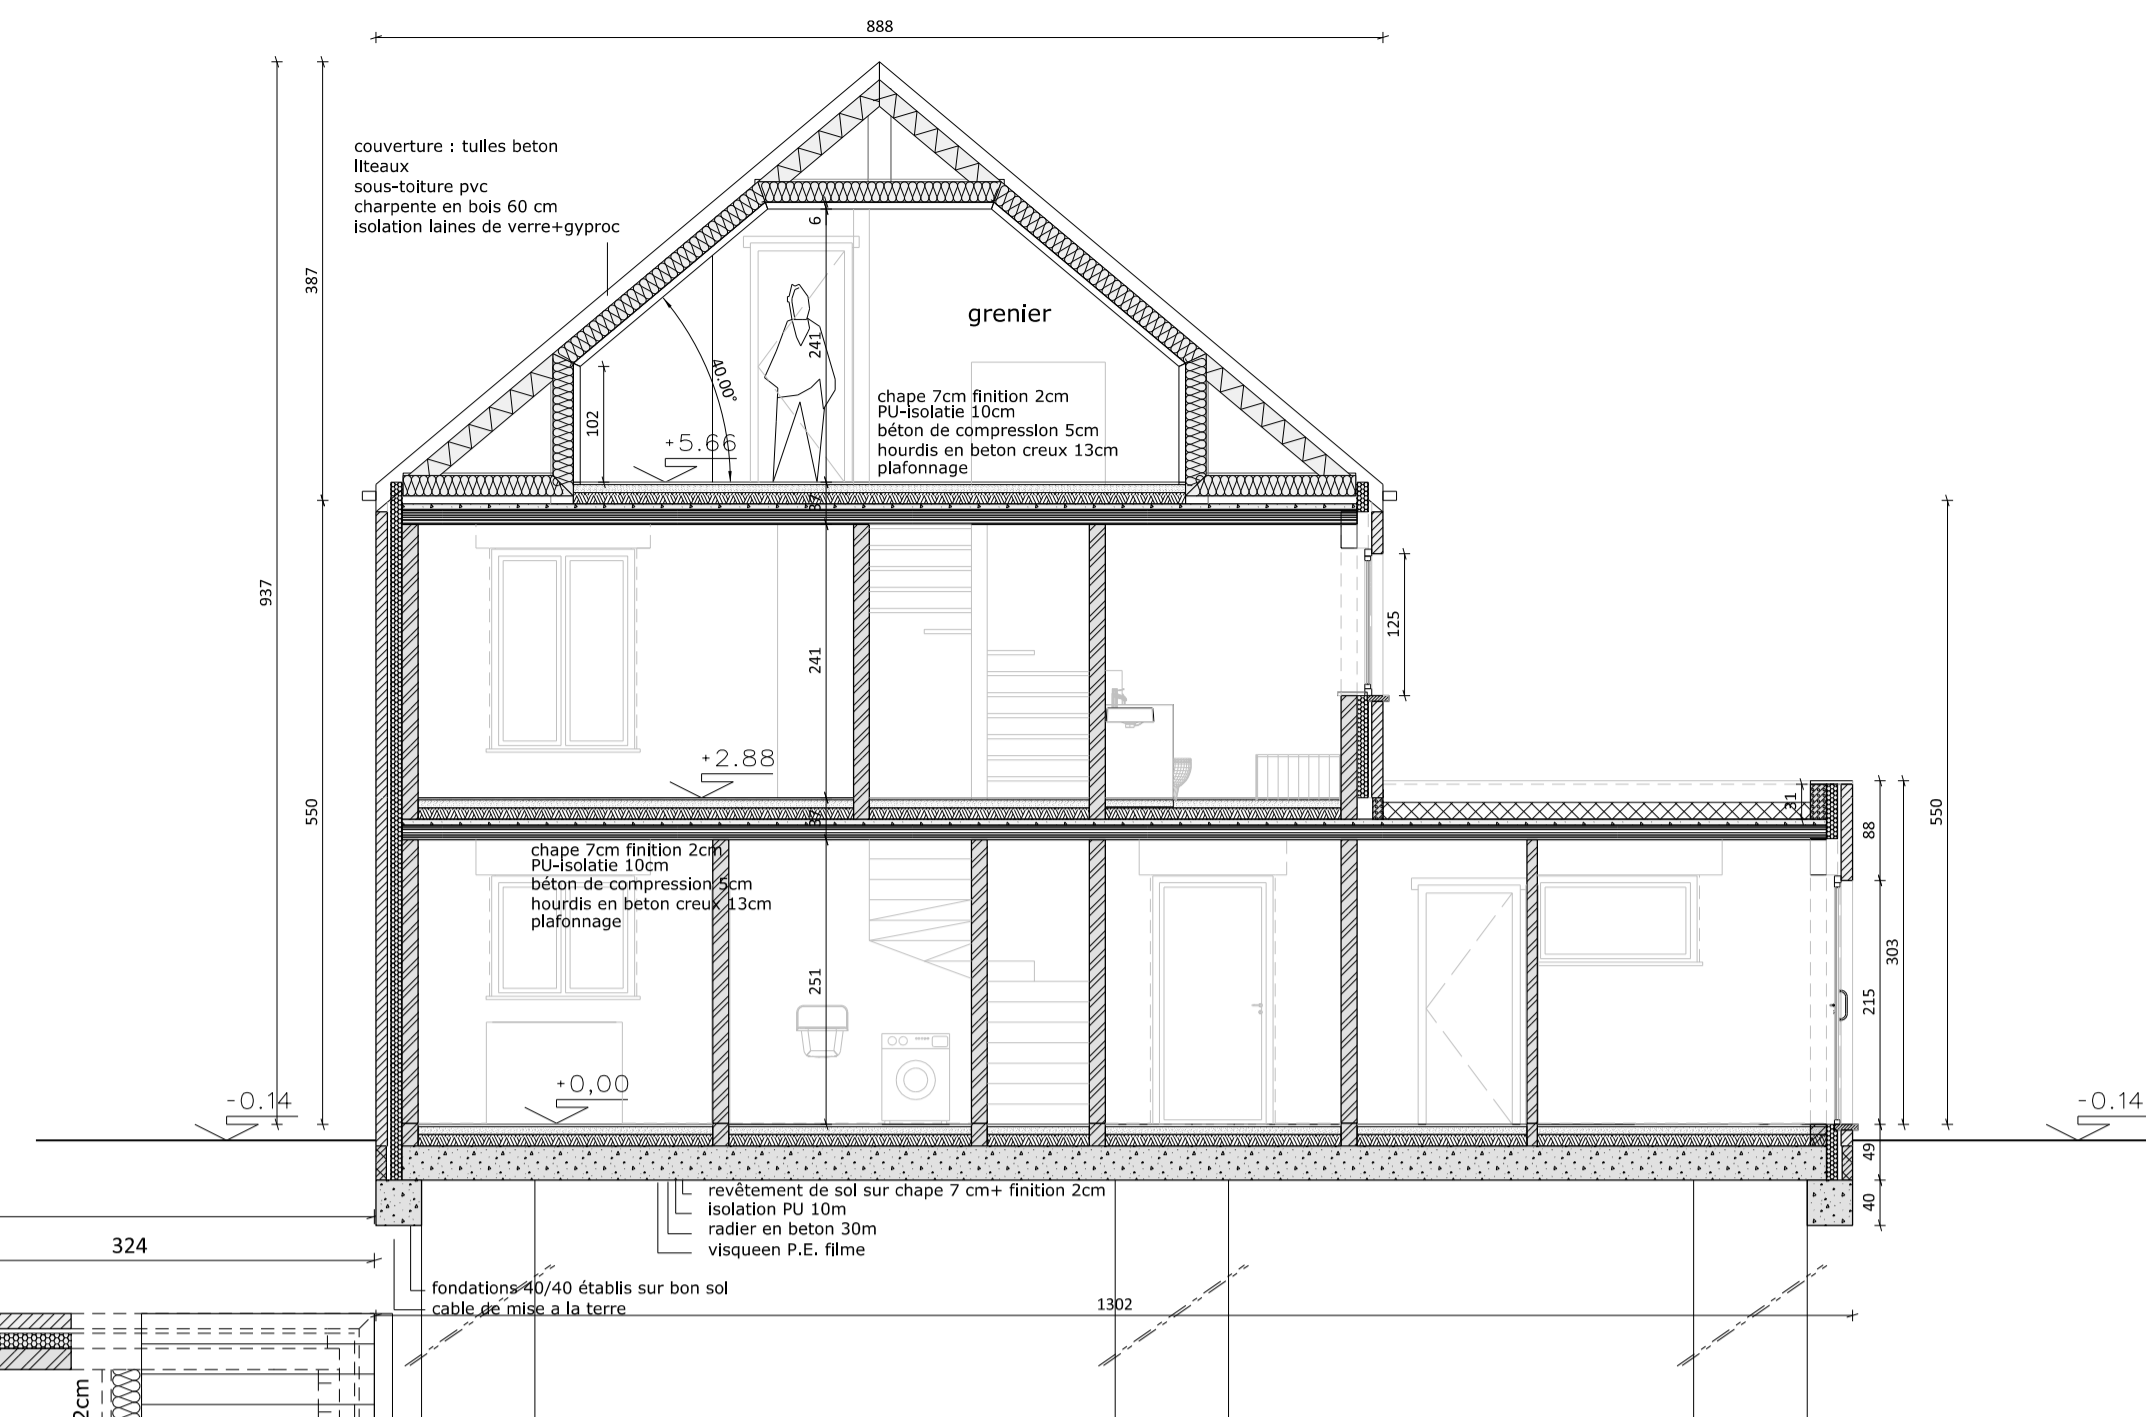 888
couverture : tulles beton
liteaux
sous-toiture pvc
charpente en bois 60 cm
isolation laines de verre+gyproc
387
6
grenier
241
40.00°
102
+5.66
chape 7cm finition 2cm
PU-isolatie 10cm
béton de compression 5cm
hourdis en beton creux 13cm
plafonnage
37
937
550
241
125
+2.88
37
31
88
550
chape 7cm finition 2cm
PU-isolatie 10cm
béton de compression 5cm
hourdis en beton creux 13cm
plafonnage
251
303
215
+0,00
-0.14
-0.14
49
40
revêtement de sol sur chape 7 cm+ finition 2cm
isolation PU 10m
radier en beton 30m
visqueen P.E. filme
324
fondations 40/40 établis sur bon sol
cable de mise a la terre
1302
2cm